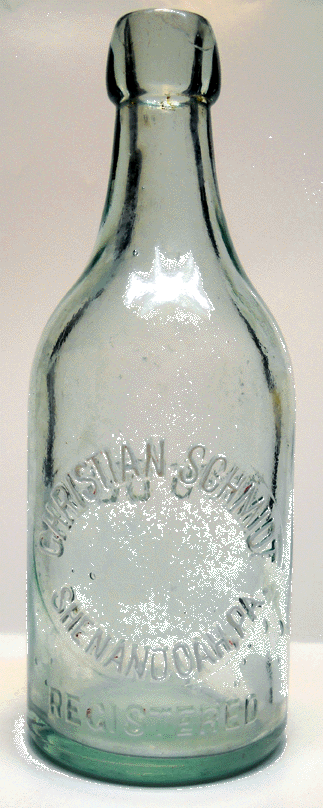 CHRISTIAN SCHMIDT
SHENANDOAH, PA.
REGISTERED